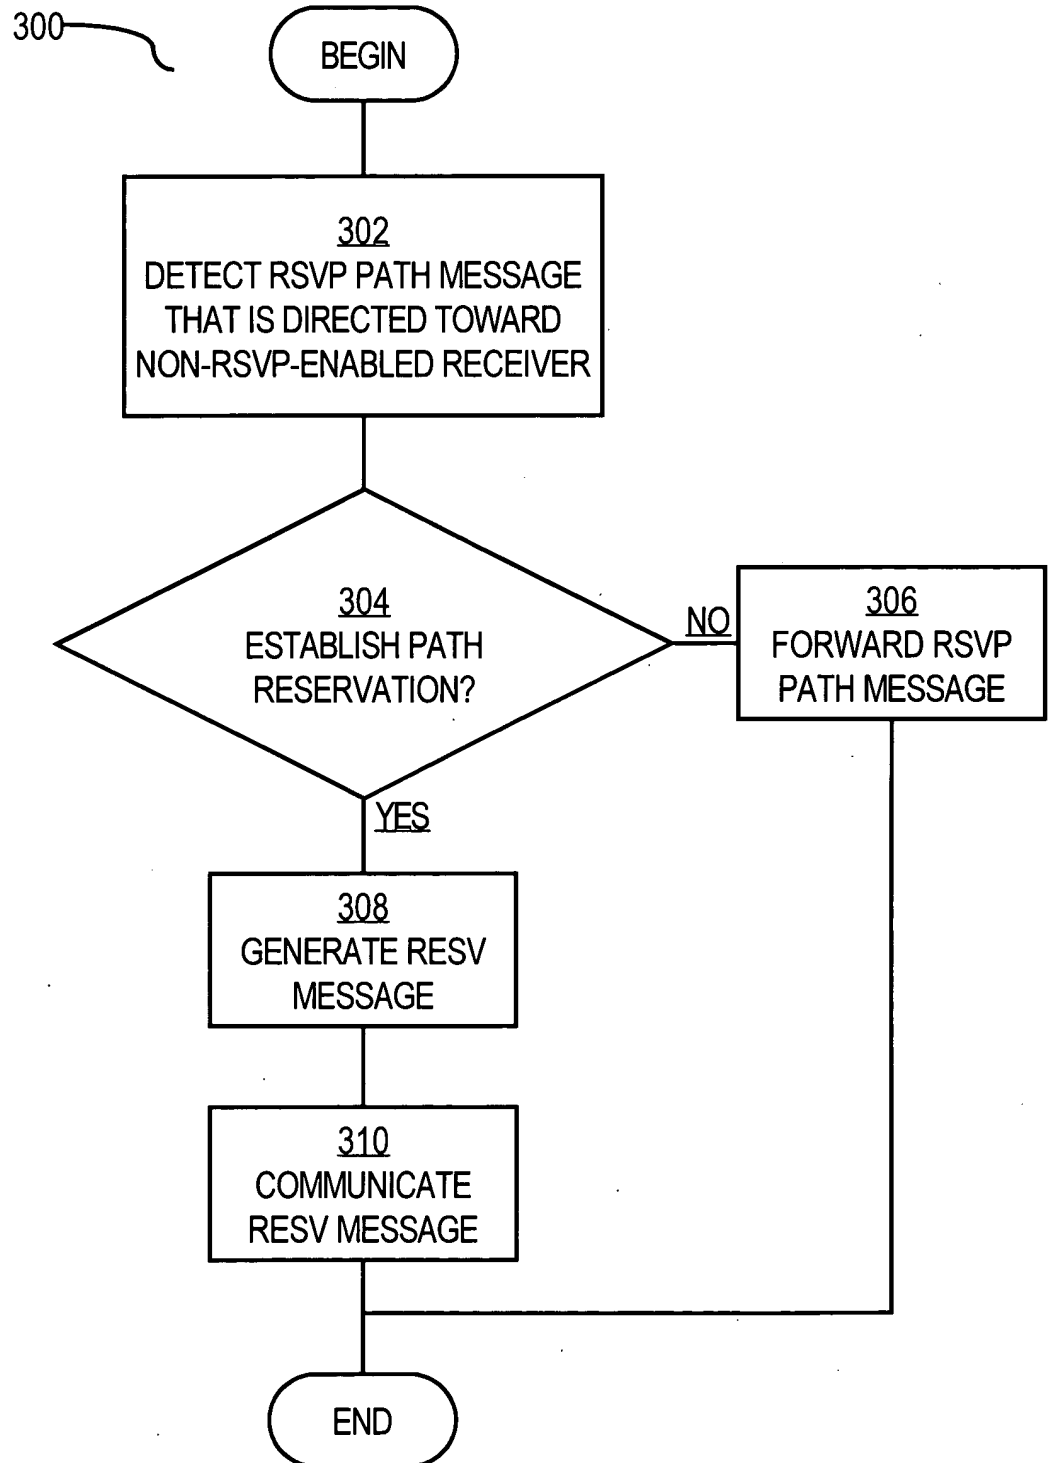 300
BEGIN
302
DETECT RSVP PATH MESSAGE
THAT IS DIRECTED TOWARD
NON-RSVP-ENABLED RECEIVER
304
ESTABLISH PATH
RESERVATION?
NO
306
FORWARD RSVP
PATH MESSAGE
YES
308
GENERATE RESV
MESSAGE
310
COMMUNICATE
RESV MESSAGE
END